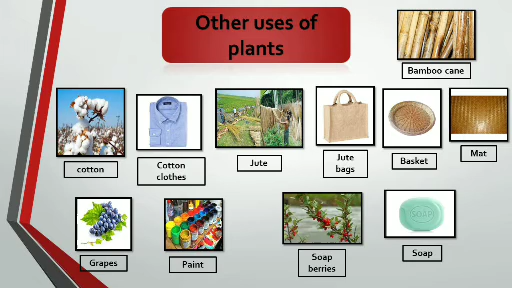 Other uses of
plants
Bamboo cane
cotton
Cotton
clothes
Jute
Jute
bags
Basket
Mat
Grapes
Paint
Soap
berries
SOAP
Soap